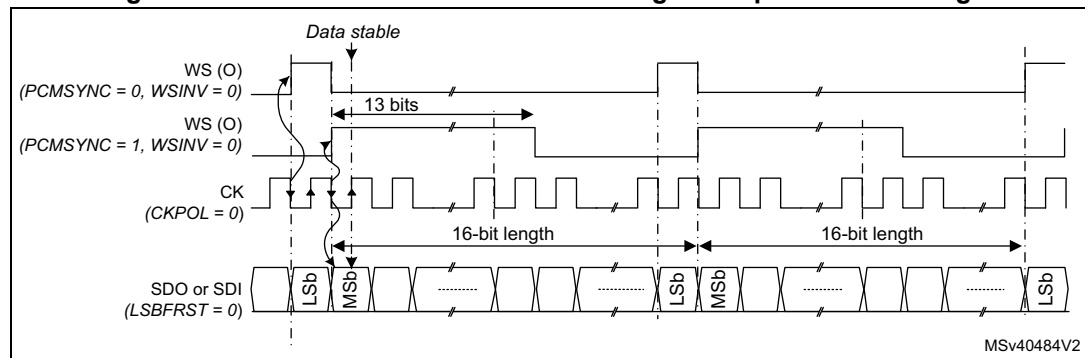 Data stable
WS (O)
(PCMSYNC = 0, WSINV = 0)
13 bits
WS (O)
(PCMSYNC = 1, WSINV = 0)
CK
(CKPOL = 0)
16-bit length
16-bit length
SDO or SDI
(LSBFRST = 0)
LSb
MSb
LSb
MSb
LSb
MSv40484V2